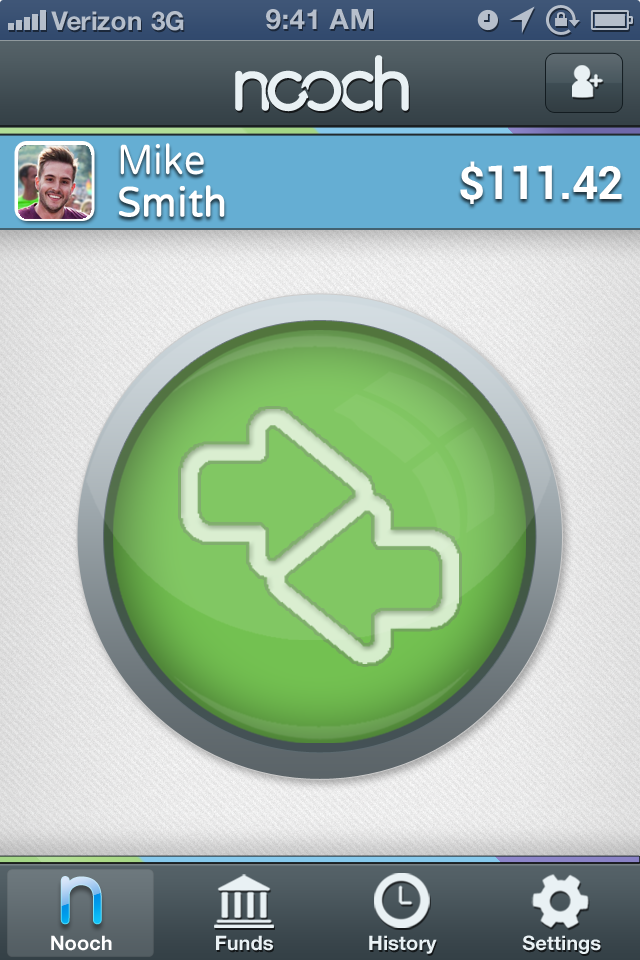 Verizon 3G 9:41 AM
nooch
Mike
Smith
$111.42
Nooch Funds History Settings